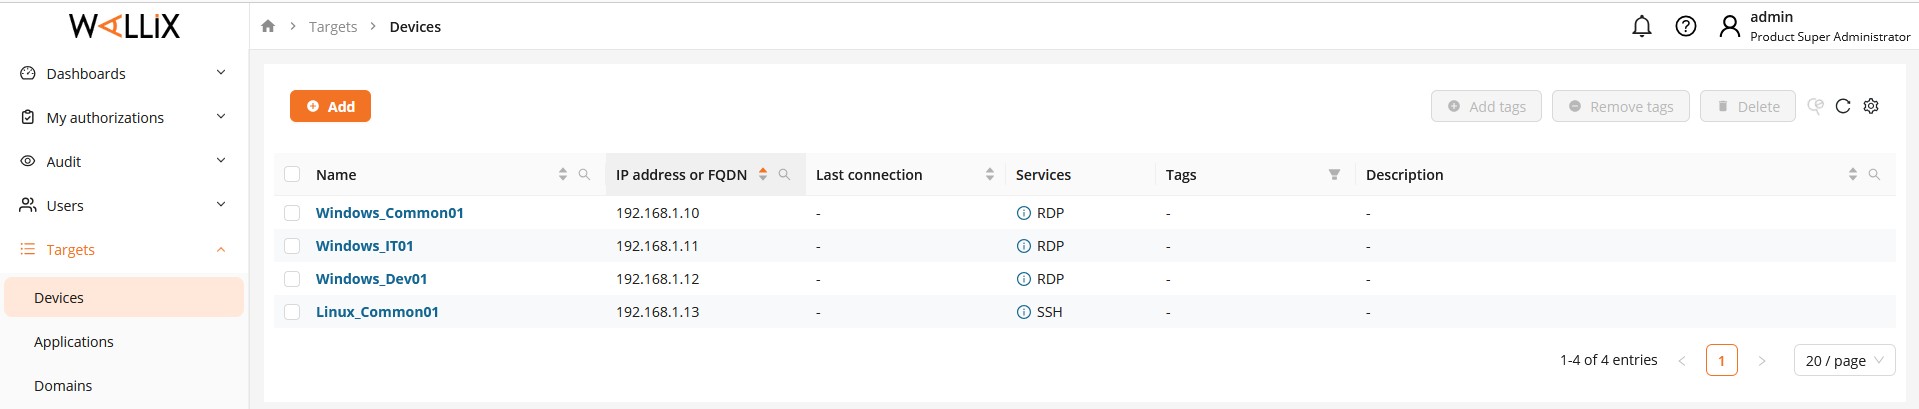 WALLIX
Targets Devices
admin
Product Super Administrator
Dashboards
My authorizations
Audit
Users
Targets
Devices
Applications
Domains
Add
Add tags Remove tags Delete
Name IP address or FQDN Last connection Services Tags Description
Windows_Common01 192.168.1.10 - RDP - -
Windows_IT01 192.168.1.11 - RDP - -
Windows_Dev01 192.168.1.12 - RDP - -
Linux_Common01 192.168.1.13 - SSH - -
1-4 of 4 entries < 1 > 20 / page